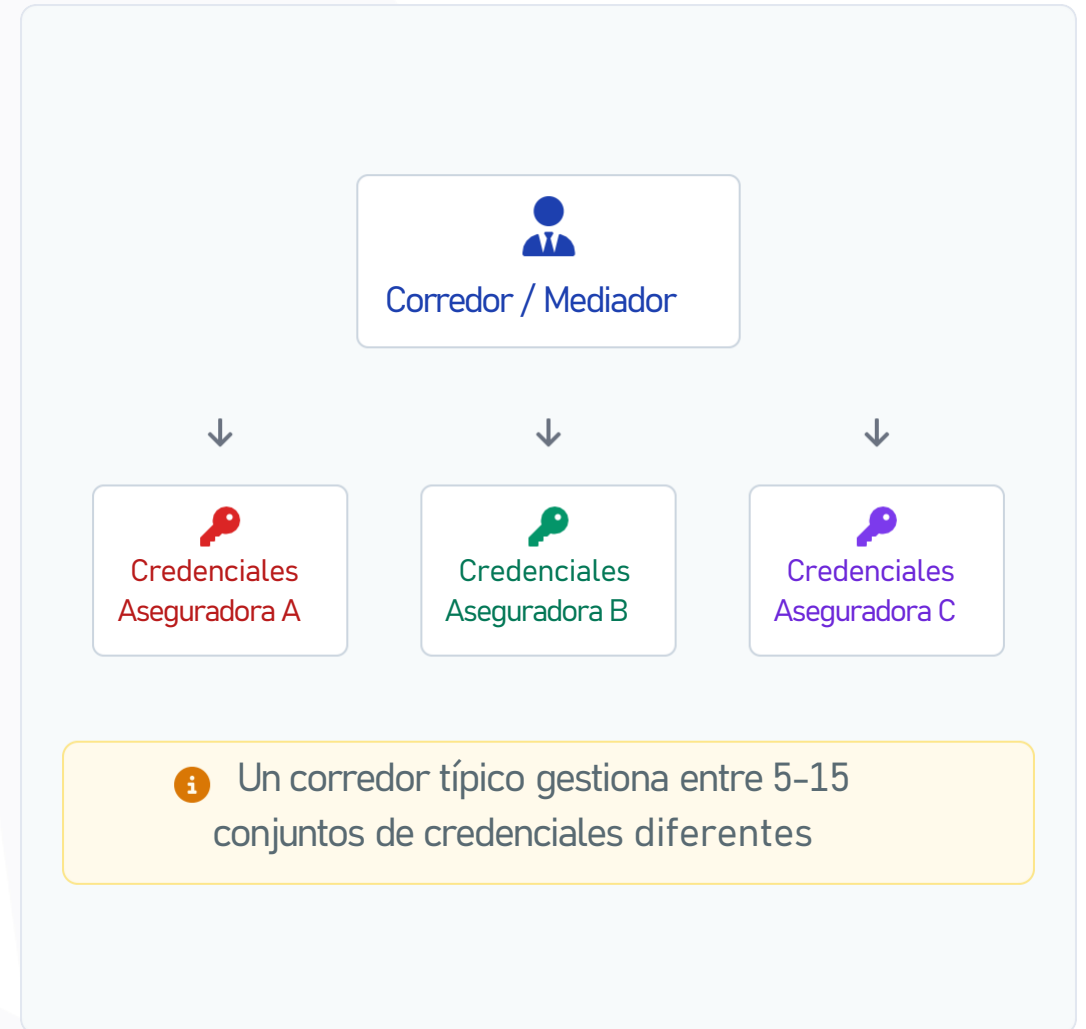 Corredor / Mediador
Credenciales
Aseguradora A
Credenciales
Aseguradora B
Credenciales
Aseguradora C
Un corredor típico gestiona entre 5-15
conjuntos de credenciales diferentes